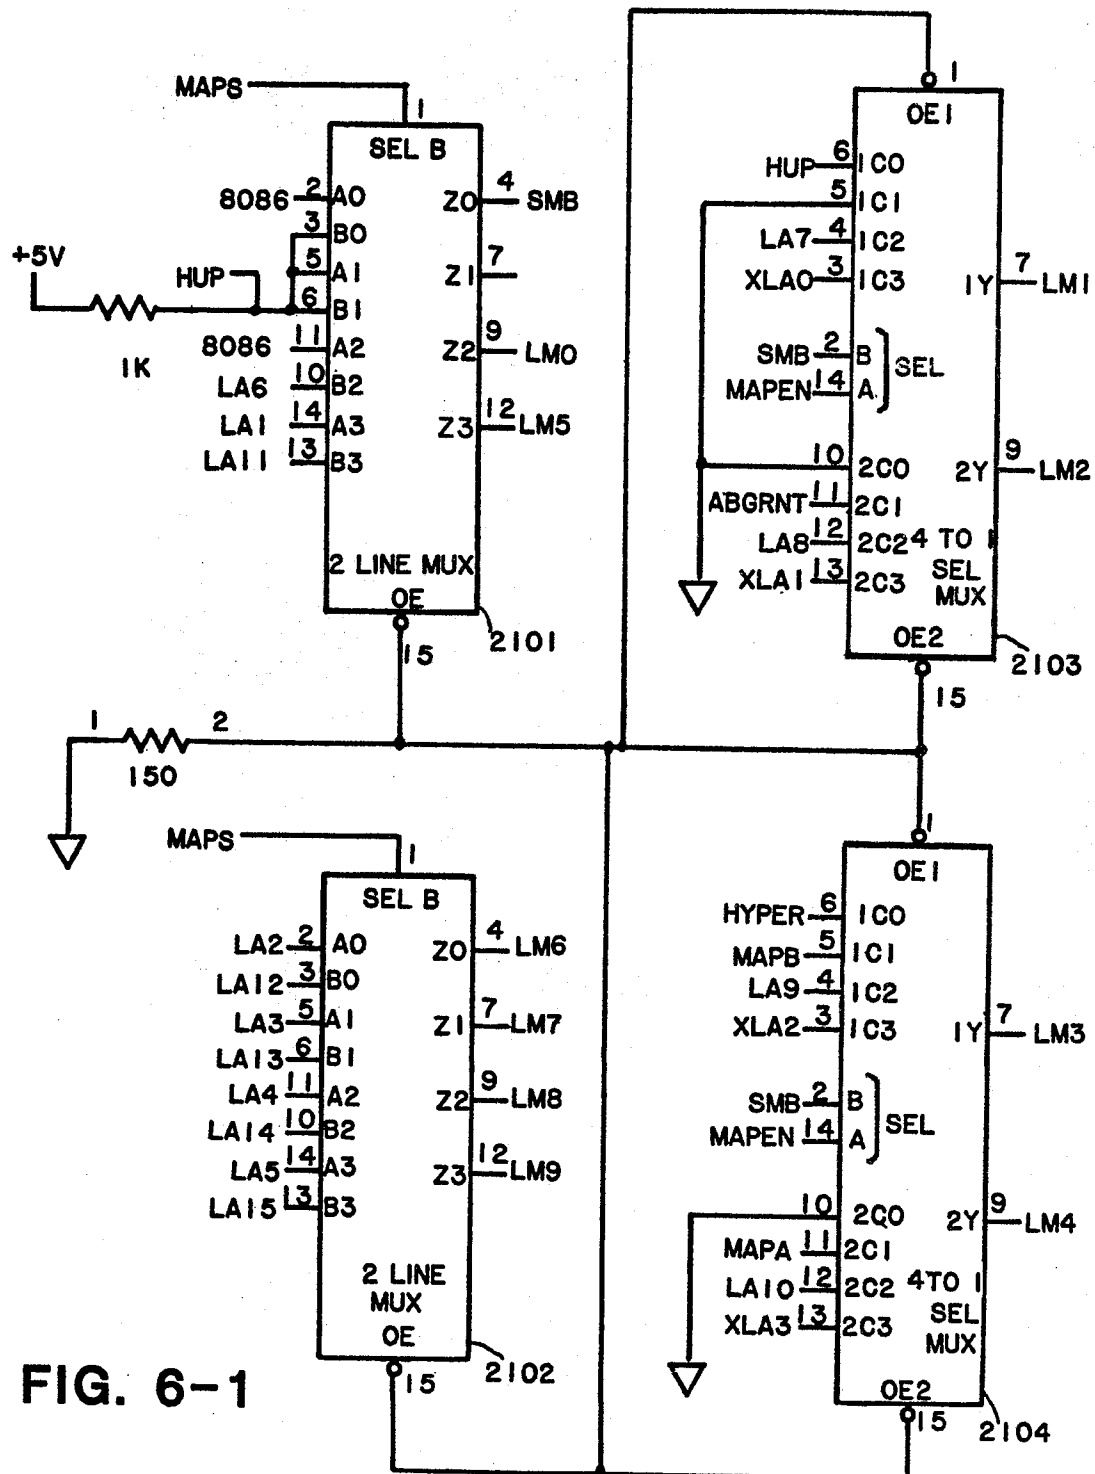 MAPS
1
SEL B
8086 2 A0
Z0 4 SMB
3 B0
+5V
HUP
5 A1
Z1 7
6 B1
1K
8086 11 A2
Z2 9 LM0
LA6 10 B2
LA1 14 A3
Z3 12 LM5
LA11 13 B3
2 LINE MUX
OE
2101
15
1
OE1
HUP 6 1C0
5 1C1
LA7 4 1C2
XLA0 3 1C3
1Y 7 LM1
SMB 2 B
SEL
MAPEN 14 A
10 2C0
2Y 9 LM2
ABGRNT 11 2C1
LA8 12 2C2
4 TO 1
XLA1 13 2C3
SEL
MUX
OE2
2103
15
1
2
150
MAPS
1
SEL B
LA2 2 A0
Z0 4 LM6
LA12 3 B0
LA3 5 A1
Z1 7 LM7
LA13 6 B1
LA4 11 A2
Z2 9 LM8
LA14 10 B2
LA5 14 A3
Z3 12 LM9
LA15 13 B3
2 LINE
MUX
OE
2102
15
1
OE1
HYPER 6 1C0
MAPB 5 1C1
LA9 4 1C2
XLA2 3 1C3
1Y 7 LM3
SMB 2 B
SEL
MAPEN 14 A
10 2C0
2Y 9 LM4
MAPA 11 2C1
LA10 12 2C2
4 TO 1
XLA3 13 2C3
SEL
MUX
OE2
2104
15
FIG. 6-1